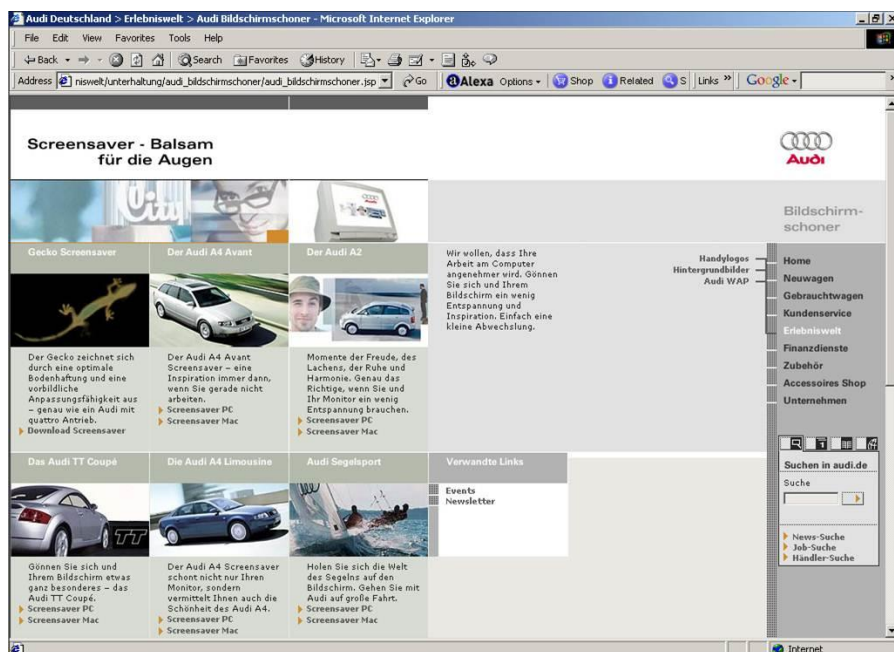 Audi Deutschland > Erlebniswelt > Audi Bildschirmschoner - Microsoft Internet Explorer
File Edit View Favorites Tools Help
Back Search Favorites History
Address niswelt/unterhaltung/audi_bildschirmschoner/audi_bildschirmschoner.jsp Go Alexa Options Shop Related S Links » Google
Screensaver - Balsam
für die Augen
Audi
City
Bildschirm-
schoner
Gecko Screensaver
Der Gecko zeichnet sich
durch eine optimale
Bodenhaftung und eine
vorbildliche
Anpassungsfähigkeit aus
– genau wie ein Audi mit
quattro Antrieb.
Download Screensaver
Der Audi A4 Avant
Der Audi A4 Avant
Screensaver – eine
Inspiration immer dann,
wenn Sie gerade nicht
arbeiten.
Screensaver PC
Screensaver Mac
Der Audi A2
Momente der Freude, des
Lachens, der Ruhe und
Harmonie. Genau das
Richtige, wenn Sie und
Ihr Monitor ein wenig
Entspannung brauchen.
Screensaver PC
Screensaver Mac
Wir wollen, dass Ihre
Arbeit am Computer
angenehmer wird. Gönnen
Sie sich und Ihrem
Bildschirm ein wenig
Entspannung und
Inspiration. Einfach eine
kleine Abwechslung.
Handylogos
Hintergrundbilder
Audi WAP
Home
Neuwagen
Gebrauchtwagen
Kundenservice
Erlebniswelt
Finanzdienste
Zubehör
Accessoires Shop
Unternehmen
Das Audi TT Coupé
TT
Gönnen Sie sich und
Ihrem Bildschirm etwas
ganz besonderes – das
Audi TT Coupé.
Screensaver PC
Screensaver Mac
Die Audi A4 Limousine
Der Audi A4 Screensaver
schont nicht nur Ihren
Monitor, sondern
vermittelt Ihnen auch die
Schönheit des Audi A4.
Screensaver PC
Screensaver Mac
Audi Segelsport
Holen Sie sich die Welt
des Segelns auf den
Bildschirm. Gehen Sie mit
Audi auf große Fahrt.
Screensaver PC
Screensaver Mac
Verwandte Links
Events
Newsletter
Suchen in audi.de
Suche
News-Suche
Job-Suche
Händler-Suche
Internet